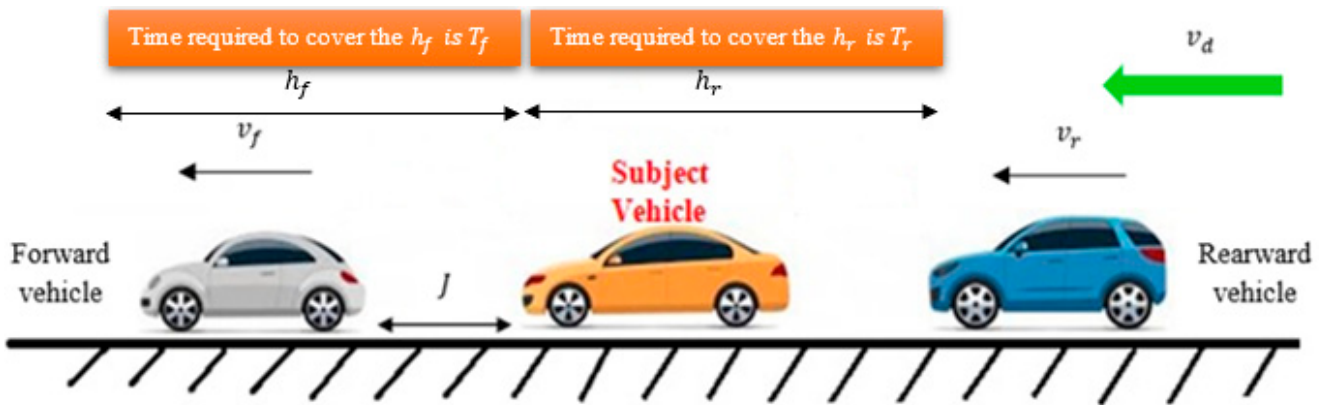 Time required to cover the h_f is T_f
Time required to cover the h_r is T_r
v_d
h_f
h_r
v_f
v_r
Subject
Vehicle
Forward
vehicle
J
Rearward
vehicle